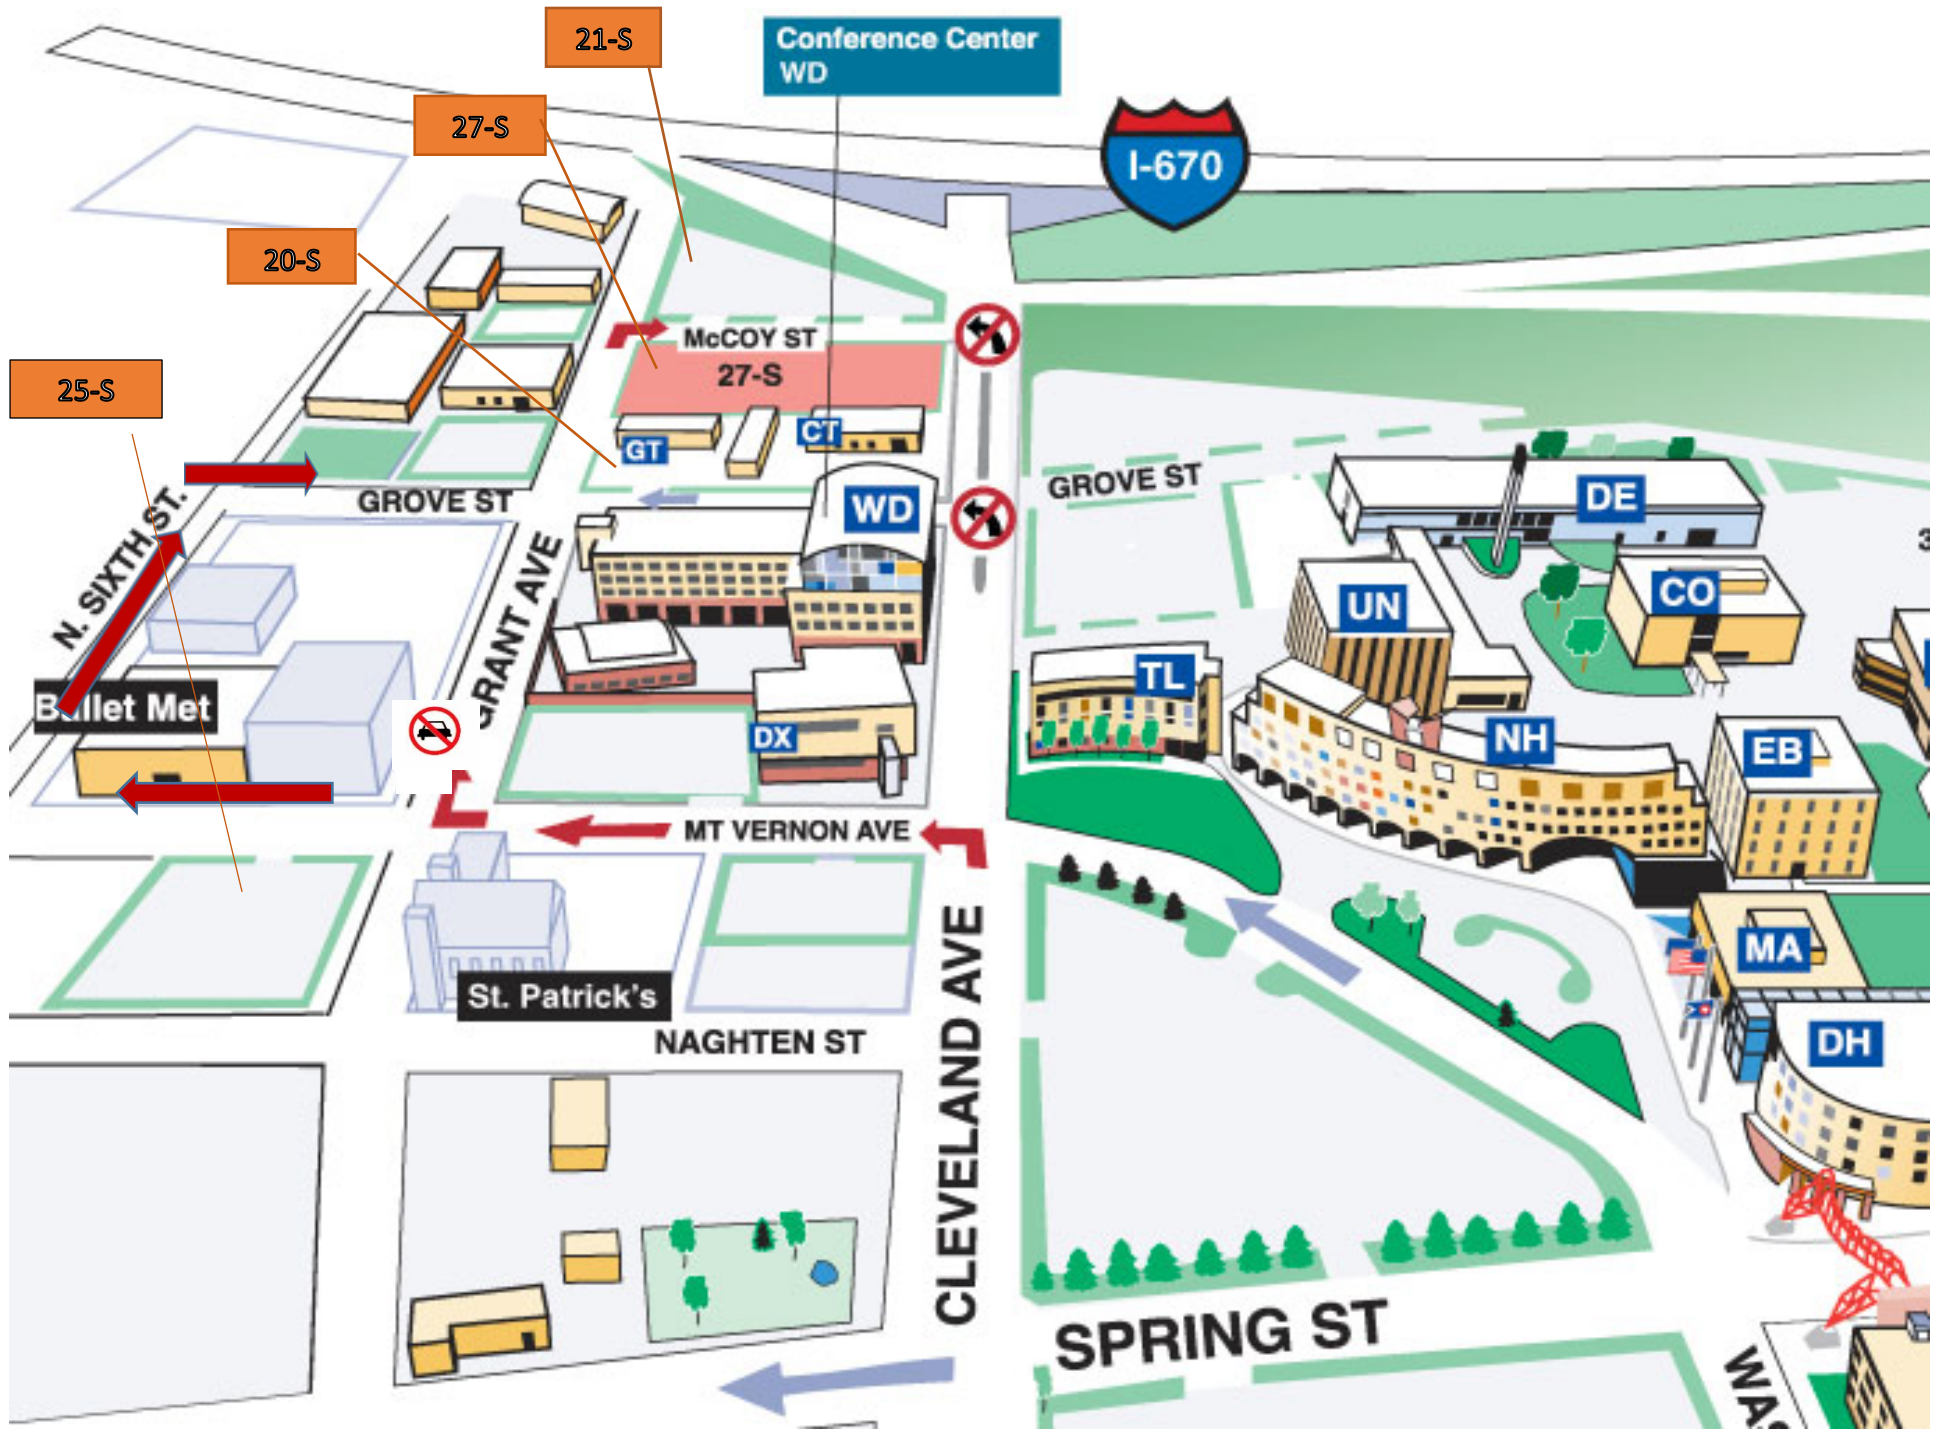 21-S
Conference Center
WD
27-S
I-670
20-S
McCOY ST
27-S
25-S
GT
CT
GROVE ST
GROVE ST
WD
DE
N. SIXTH ST.
GRANT AVE
UN
CO
3
TL
Ballet Met
DX
NH
EB
MT VERNON AVE
MA
St. Patrick's
NAGHTEN ST
DH
CLEVELAND AVE
SPRING ST
WAS